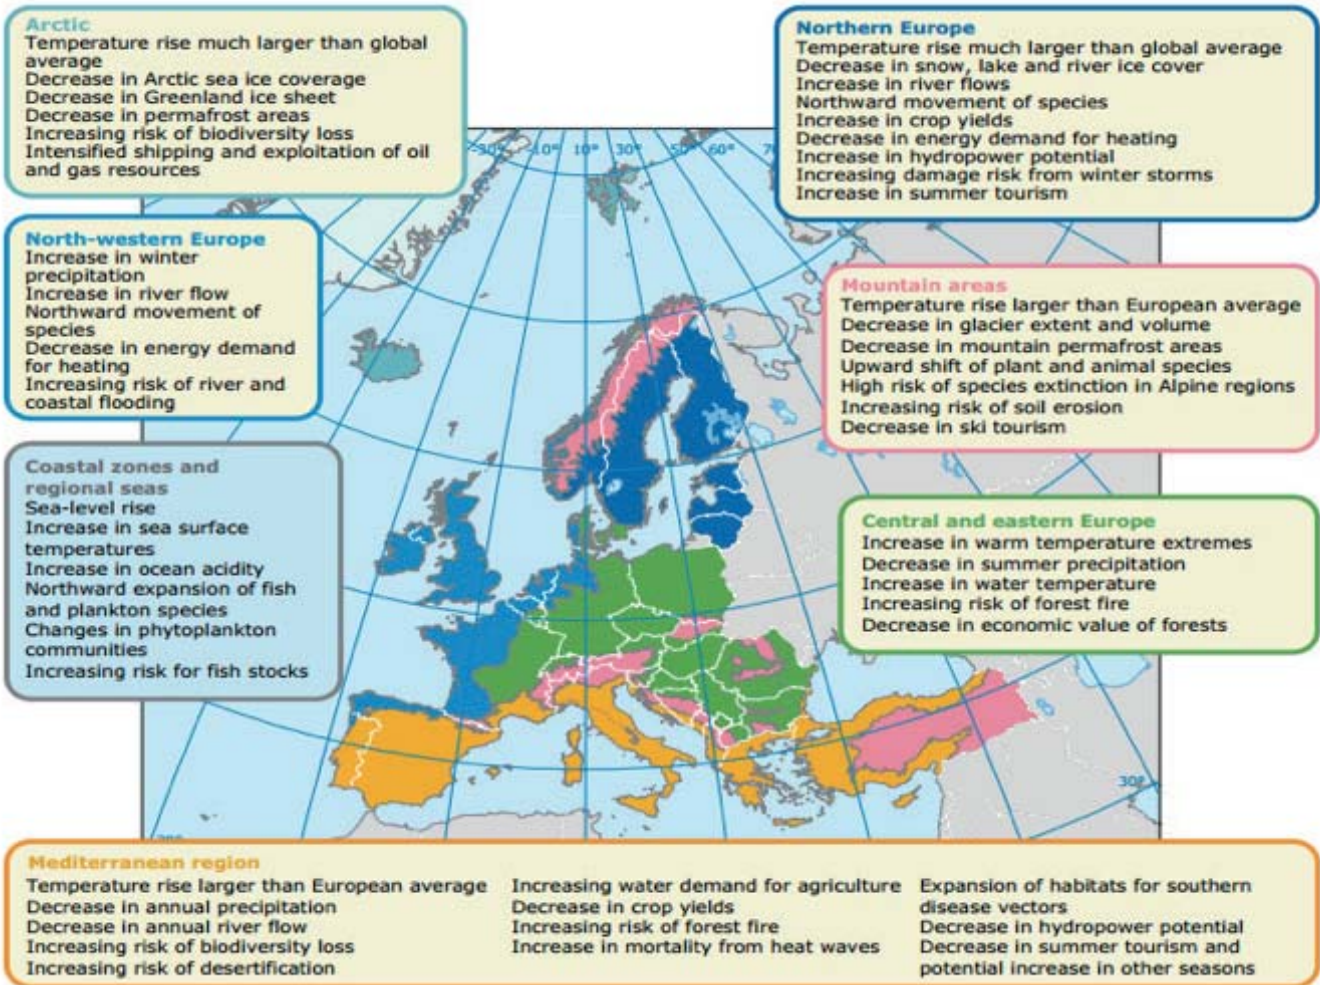 Arctic
Temperature rise much larger than global
average
Decrease in Arctic sea ice coverage
Decrease in Greenland ice sheet
Decrease in permafrost areas
Increasing risk of biodiversity loss
Intensified shipping and exploitation of oil
and gas resources
Northern Europe
Temperature rise much larger than global average
Decrease in snow, lake and river ice cover
Increase in river flows
Northward movement of species
Increase in crop yields
Decrease in energy demand for heating
Increase in hydropower potential
Increasing damage risk from winter storms
Increase in summer tourism
-10° 10° 30° 50° 60°
North-western Europe
Increase in winter
precipitation
Increase in river flow
Northward movement of
species
Decrease in energy demand
for heating
Increasing risk of river and
coastal flooding
Mountain areas
Temperature rise larger than European average
Decrease in glacier extent and volume
Decrease in mountain permafrost areas
Upward shift of plant and animal species
High risk of species extinction in Alpine regions
Increasing risk of soil erosion
Decrease in ski tourism
Coastal zones and
regional seas
Sea-level rise
Increase in sea surface
temperatures
Increase in ocean acidity
Northward expansion of fish
and plankton species
Changes in phytoplankton
communities
Increasing risk for fish stocks
Central and eastern Europe
Increase in warm temperature extremes
Decrease in summer precipitation
Increase in water temperature
Increasing risk of forest fire
Decrease in economic value of forests
30°
Mediterranean region
Temperature rise larger than European average
Decrease in annual precipitation
Decrease in annual river flow
Increasing risk of biodiversity loss
Increasing risk of desertification
Increasing water demand for agriculture
Decrease in crop yields
Increasing risk of forest fire
Increase in mortality from heat waves
Expansion of habitats for southern
disease vectors
Decrease in hydropower potential
Decrease in summer tourism and
potential increase in other seasons